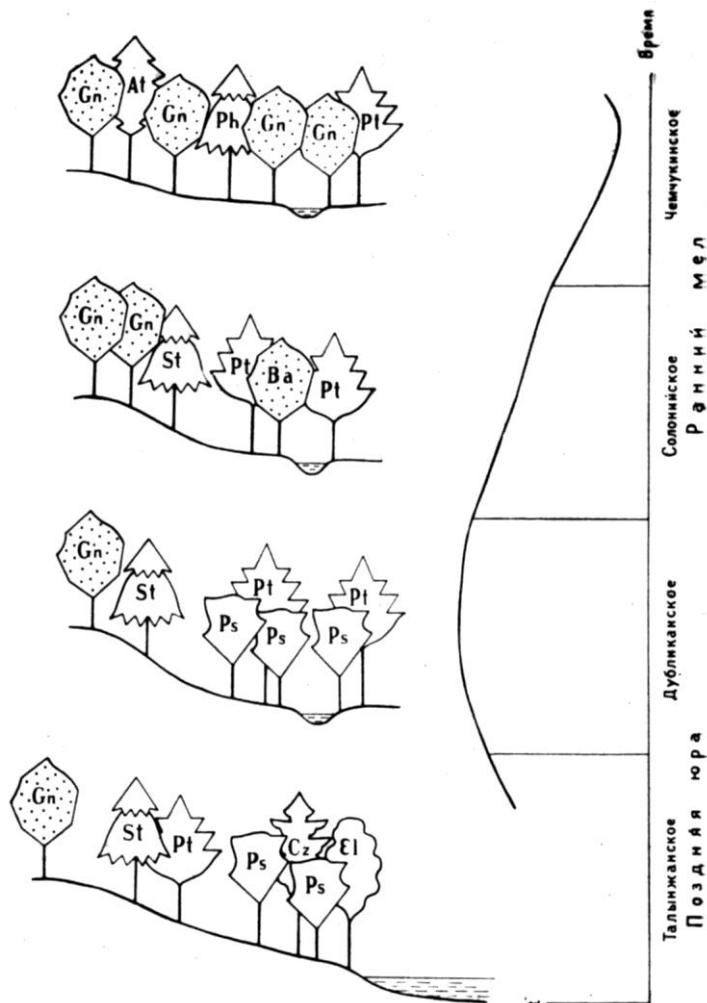 Время
Gn At Gn Ph Gn Gn Pt
Чемчукинское
Gn Gn St Pt Ba Pt
Солонийское
Ранний мел
Gn St Pt Ps Ps Ps Pt
Дубликанское
Gn St Pt Ps Cz Ps El
Талынжанское
Поздняя юра